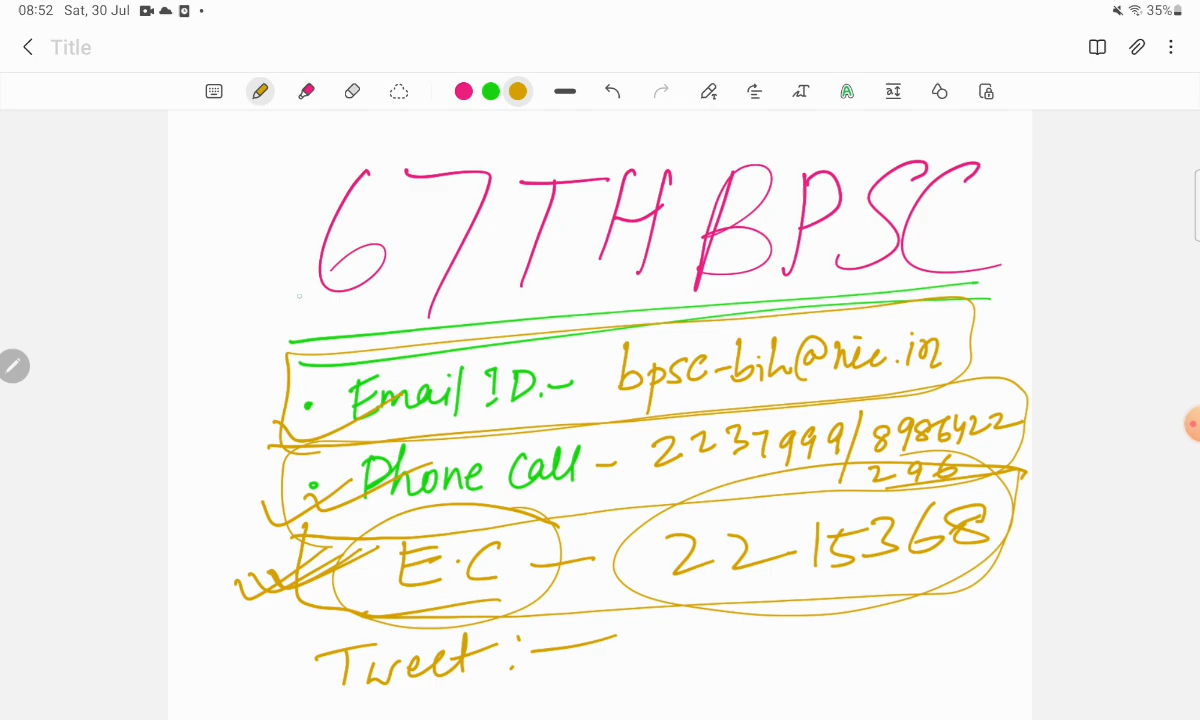 08:52 Sat, 30 Jul 35%
Title
67TH BPSC
• Email ID.- bpsc-bih@nic.in
• Phone Call - 2237999/8986422
296
E.C - 2215368
Tweet :-